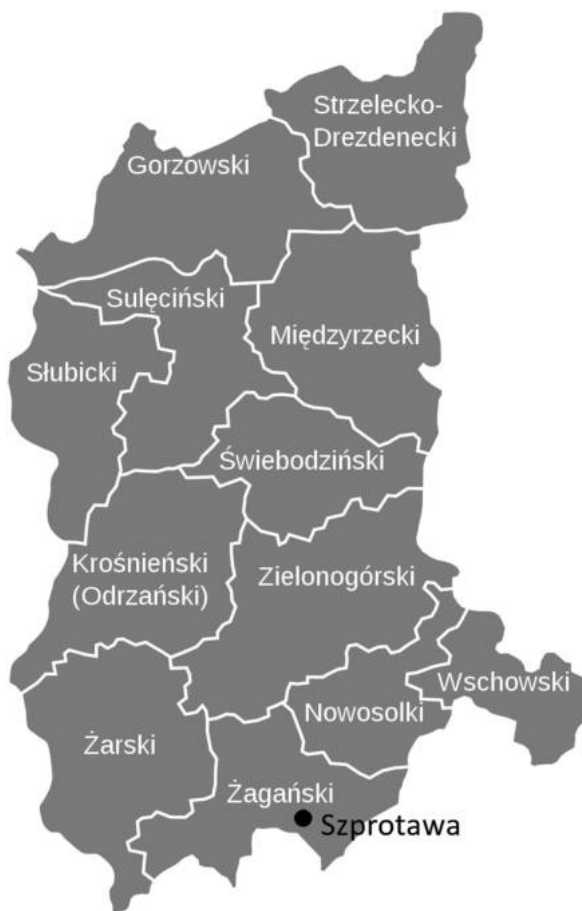 Strzelecko-
Drezdenecki
Gorzowski
Sulęciński
Międzyrzecki
Słubicki
Świebodziński
Krośnieński
(Odrzański)
Zielonogórski
Wschowski
Nowosolki
Żarski
Żagański
Szprotawa